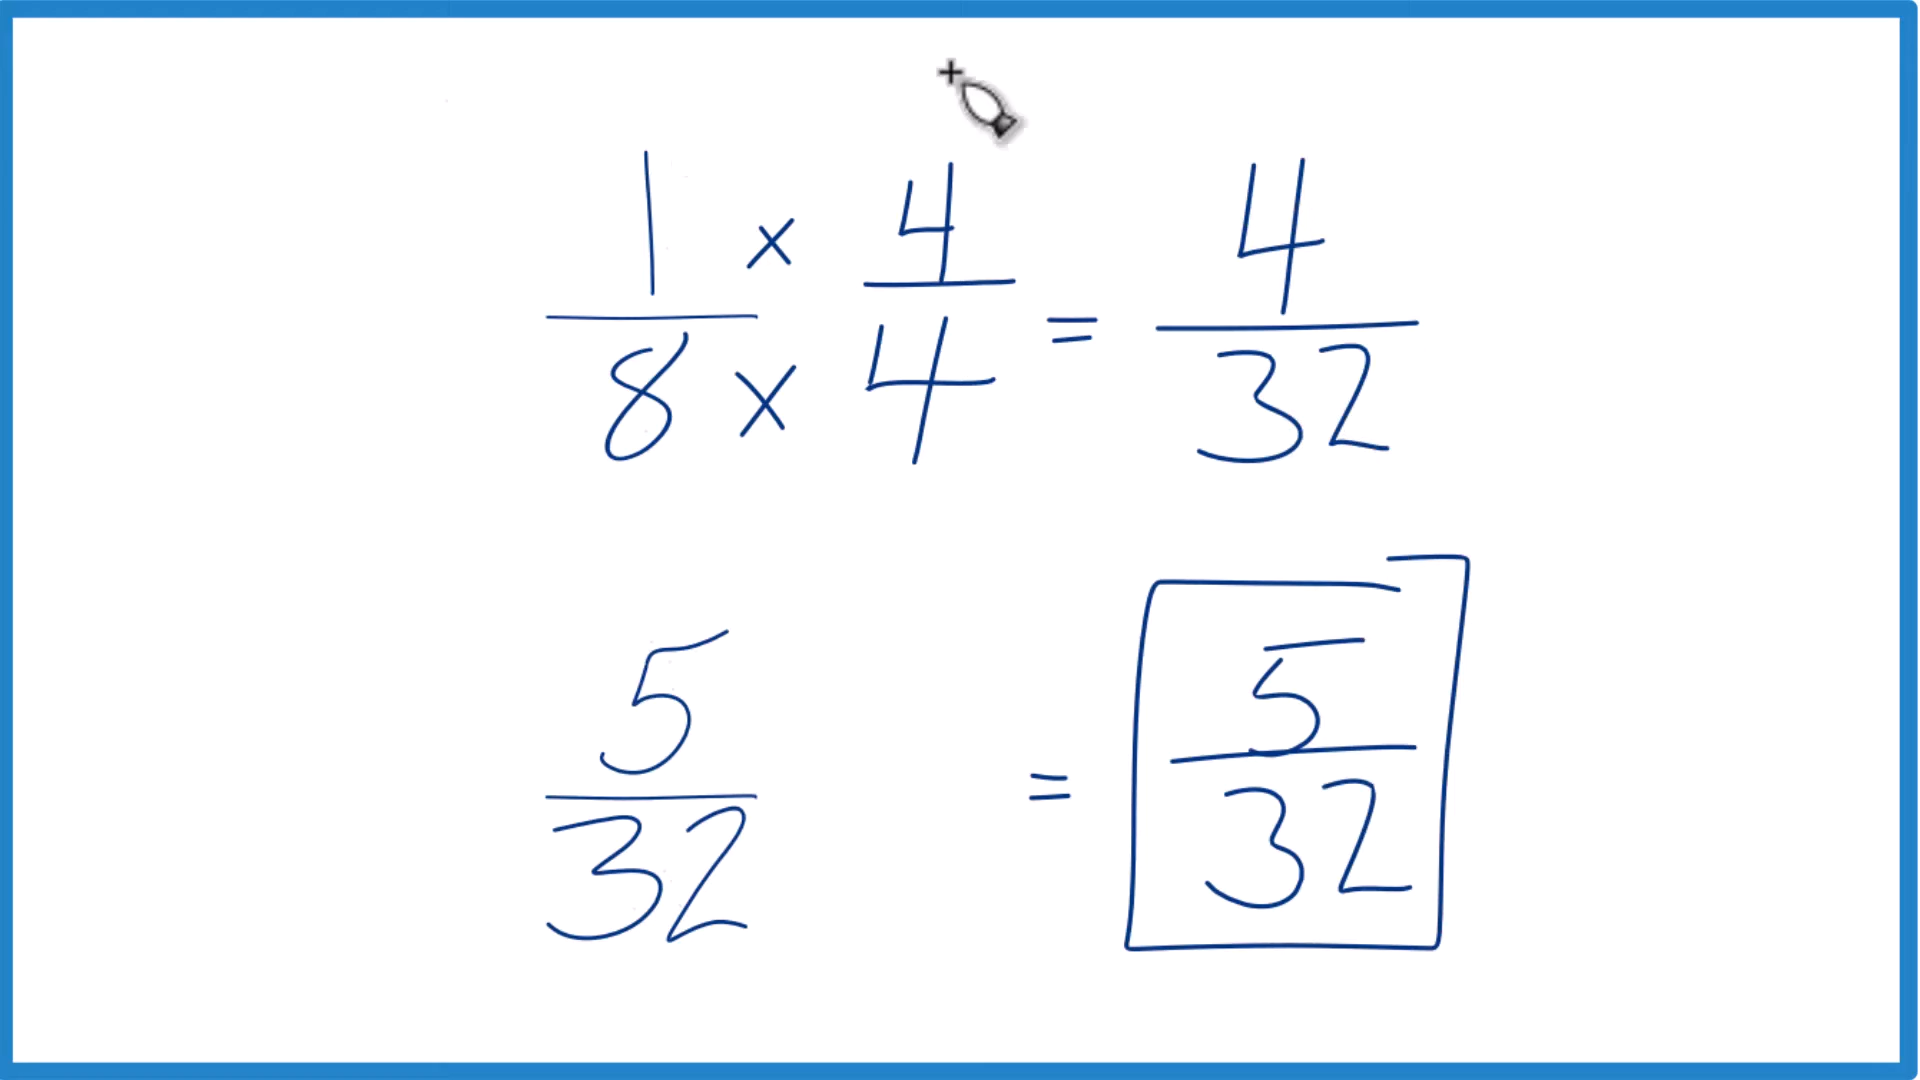 1/8 × 4/4 = 4/32
5/32 = 5/32